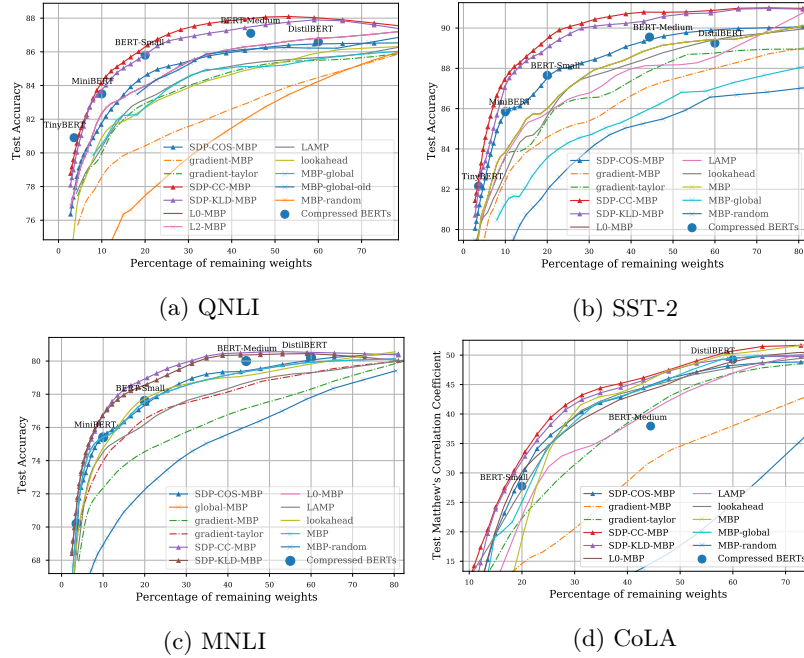 88
86
84
82
80
78
76
Test Accuracy
0 10 20 30 40 50 60 70
Percentage of remaining weights
TinyBERT
MiniBERT
BERT-Small
BERT-Medium
DistilBERT
SDP-COS-MBP
gradient-MBP
gradient-taylor
SDP-CC-MBP
SDP-KLD-MBP
L0-MBP
L2-MBP
LAMP
lookahead
MBP-global
MBP-global-old
MBP-random
Compressed BERTs
(a) QNLI
90
88
86
84
82
80
Test Accuracy
0 10 20 30 40 50 60 70 80
Percentage of remaining weights
TinyBERT
MiniBERT
BERT-Small
BERT-Medium
DistilBERT
SDP-COS-MBP
gradient-MBP
gradient-taylor
SDP-CC-MBP
SDP-KLD-MBP
L0-MBP
LAMP
lookahead
MBP
MBP-global
MBP-random
Compressed BERTs
(b) SST-2
80
78
76
74
72
70
68
Test Accuracy
0 10 20 30 40 50 60 70 80
Percentage of remaining weights
MiniBERT
BERT-Small
BERT-Medium
DistilBERT
SDP-COS-MBP
global-MBP
gradient-MBP
gradient-taylor
SDP-CC-MBP
SDP-KLD-MBP
L0-MBP
LAMP
lookahead
MBP
MBP-random
Compressed BERTs
(c) MNLI
50
45
40
35
30
25
20
15
Test Matthew's Correlation Coefficient
10 20 30 40 50 60 70
Percentage of remaining weights
BERT-Small
BERT-Medium
DistilBERT
SDP-COS-MBP
gradient-MBP
gradient-taylor
SDP-CC-MBP
SDP-KLD-MBP
L0-MBP
LAMP
lookahead
MBP
MBP-global
MBP-random
Compressed BERTs
(d) CoLA